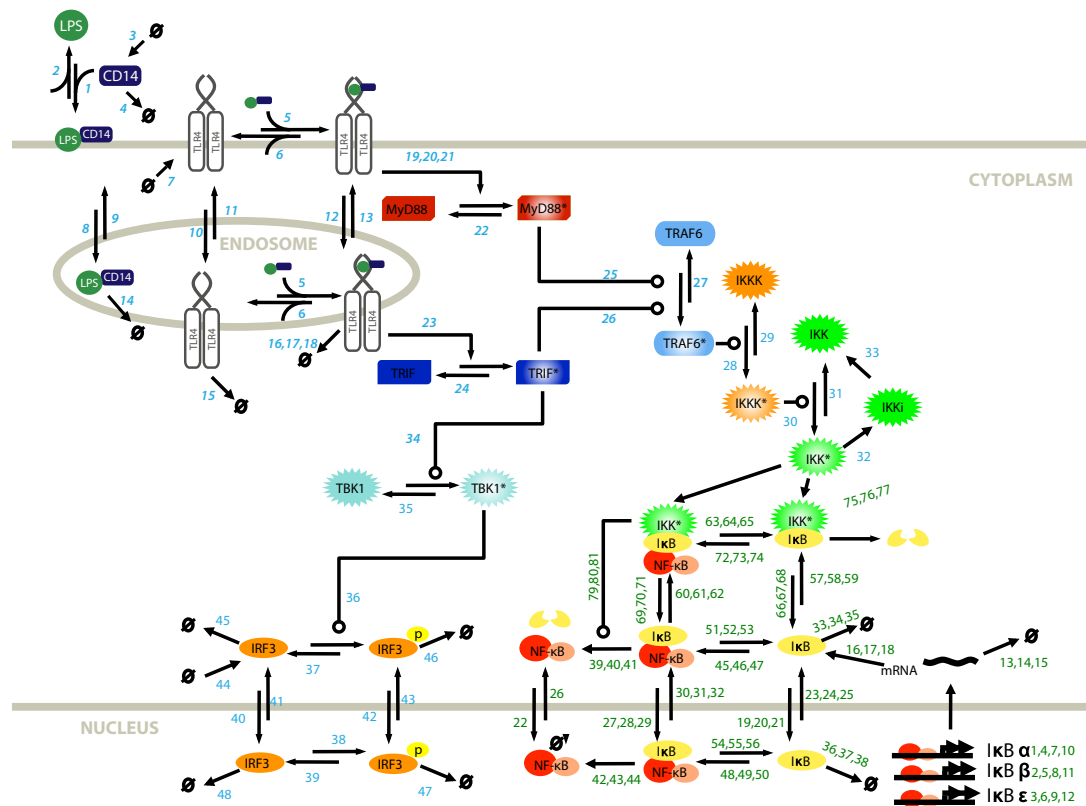 LPS
3
Ø
2
1
CD14
4
Ø
LPS CD14
TLR4 TLR4
5
6
TLR4 TLR4
Ø
7
19,20,21
CYTOPLASM
MyD88
MyD88*
22
8
9
10
11
12
13
ENDOSOME
TRAF6
25
27
IKKK
LPS CD14
14
Ø
5
6
26
TLR4 TLR4
TLR4 TLR4
16,17,18
Ø
23
TRAF6*
28
29
IKK
33
TRIF
TRIF*
24
15
Ø
IKKK*
30
31
IKKi
34
IKK*
32
TBK1
TBK1*
35
75,76,77
IKK*
IκB
NF-κB
63,64,65
72,73,74
IKK*
IκB
79,80,81
69,70,71
60,61,62
66,67,68
57,58,59
36
45
Ø
IRF3
37
IRF3
p
46
Ø
44
Ø
NF-κB
39,40,41
IκB
NF-κB
51,52,53
45,46,47
IκB
33,34,35
Ø
16,17,18
mRNA
13,14,15
Ø
40
41
42
43
22
26
27,28,29
30,31,32
19,20,21
23,24,25
NUCLEUS
38
39
IRF3
IRF3
p
48
Ø
47
Ø
Ø
NF-κB
42,43,44
IκB
NF-κB
54,55,56
48,49,50
IκB
36,37,38
Ø
IκB α 1,4,7,10
IκB β 2,5,8,11
IκB ε 3,6,9,12